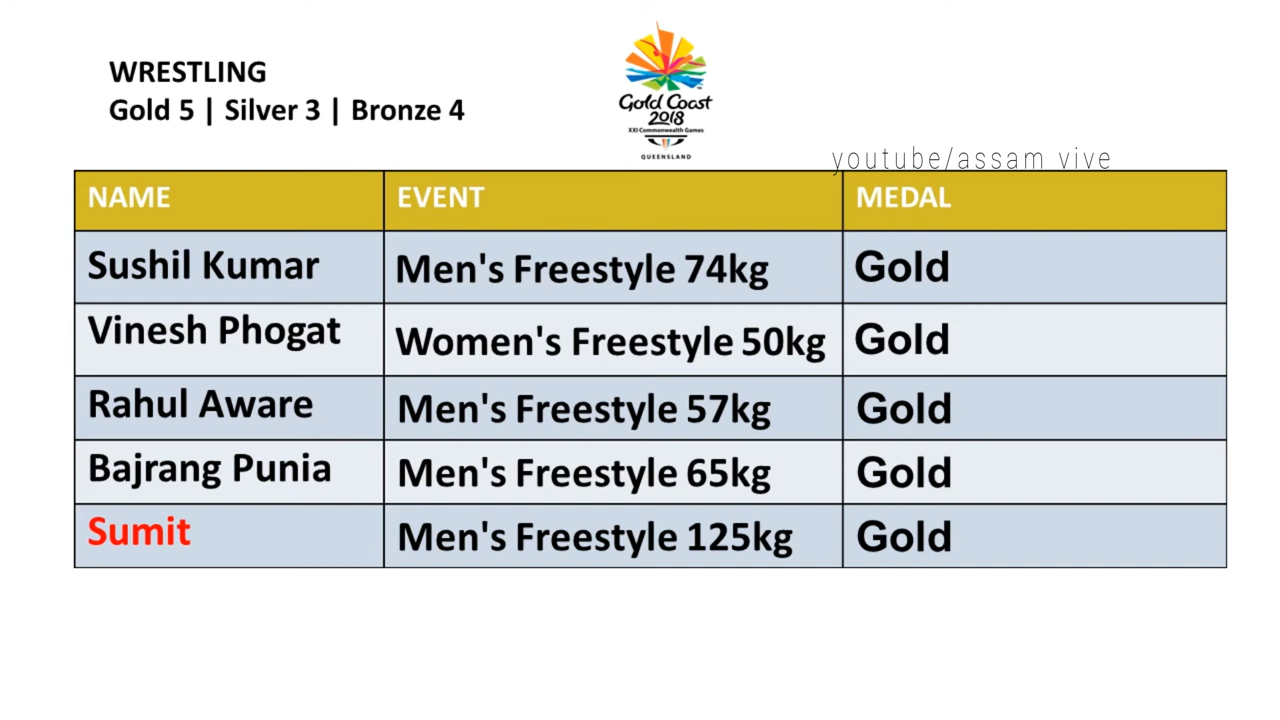 WRESTLING
Gold 5 | Silver 3 | Bronze 4
Gold Coast
2018
XXI Commonwealth Games
QUEENSLAND
youtube/assam vive
NAME EVENT MEDAL
Sushil Kumar Men's Freestyle 74kg Gold
Vinesh Phogat Women's Freestyle 50kg Gold
Rahul Aware Men's Freestyle 57kg Gold
Bajrang Punia Men's Freestyle 65kg Gold
Sumit Men's Freestyle 125kg Gold